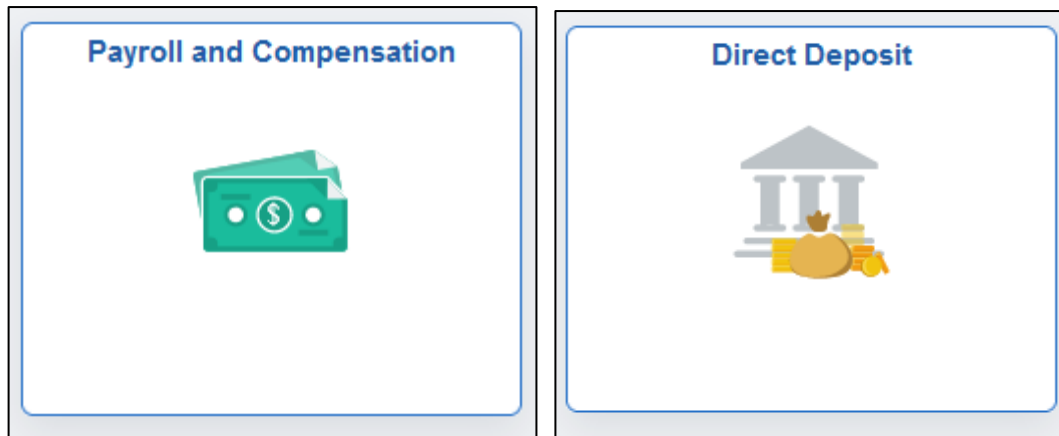 Payroll and Compensation
$
Direct Deposit